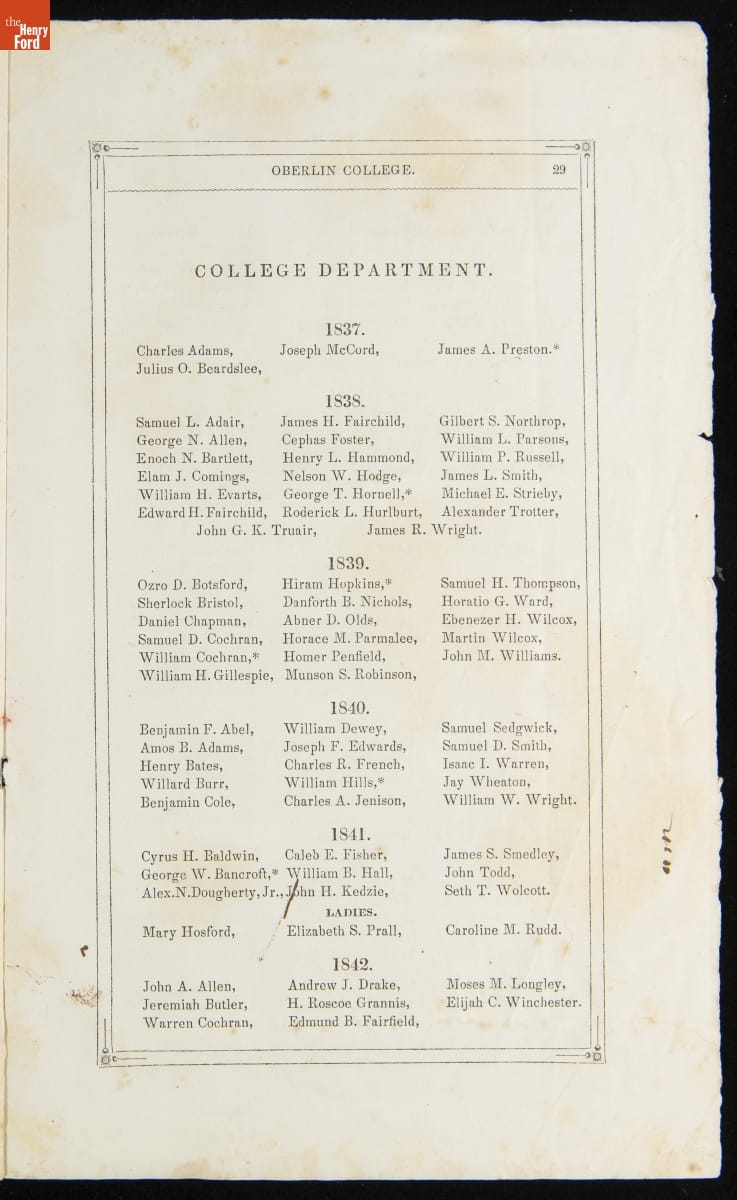 the
Henry
Ford
OBERLIN COLLEGE. 29
COLLEGE DEPARTMENT.
1837.
Charles Adams, Joseph McCord, James A. Preston.*
Julius O. Beardslee,
1838.
Samuel L. Adair, James H. Fairchild, Gilbert S. Northrop,
George N. Allen, Cephas Foster, William L. Parsons,
Enoch N. Bartlett, Henry L. Hammond, William P. Russell,
Elam J. Comings, Nelson W. Hodge, James L. Smith,
William H. Evarts, George T. Hornell,* Michael E. Strieby,
Edward H. Fairchild, Roderick L. Hurlburt, Alexander Trotter,
John G. K. Truair, James R. Wright.
1839.
Ozro D. Botsford, Hiram Hopkins,* Samuel H. Thompson,
Sherlock Bristol, Danforth B. Nichols, Horatio G. Ward,
Daniel Chapman, Abner D. Olds, Ebenezer H. Wilcox,
Samuel D. Cochran, Horace M. Parmalee, Martin Wilcox,
William Cochran,* Homer Penfield, John M. Williams.
William H. Gillespie, Munson S. Robinson,
1840.
Benjamin F. Abel, William Dewey, Samuel Sedgwick,
Amos B. Adams, Joseph F. Edwards, Samuel D. Smith,
Henry Bates, Charles R. French, Isaac I. Warren,
Willard Burr, William Hills,* Jay Wheaton,
Benjamin Cole, Charles A. Jenison, William W. Wright.
1841.
Cyrus H. Baldwin, Caleb E. Fisher, James S. Smedley,
George W. Bancroft,* William B. Hall, John Todd,
Alex.N.Dougherty, Jr., John H. Kedzie, Seth T. Wolcott.
LADIES.
Mary Hosford, Elizabeth S. Prall, Caroline M. Rudd.
1842.
John A. Allen, Andrew J. Drake, Moses M. Longley,
Jeremiah Butler, H. Roscoe Grannis, Elijah C. Winchester.
Warren Cochran, Edmund B. Fairfield,